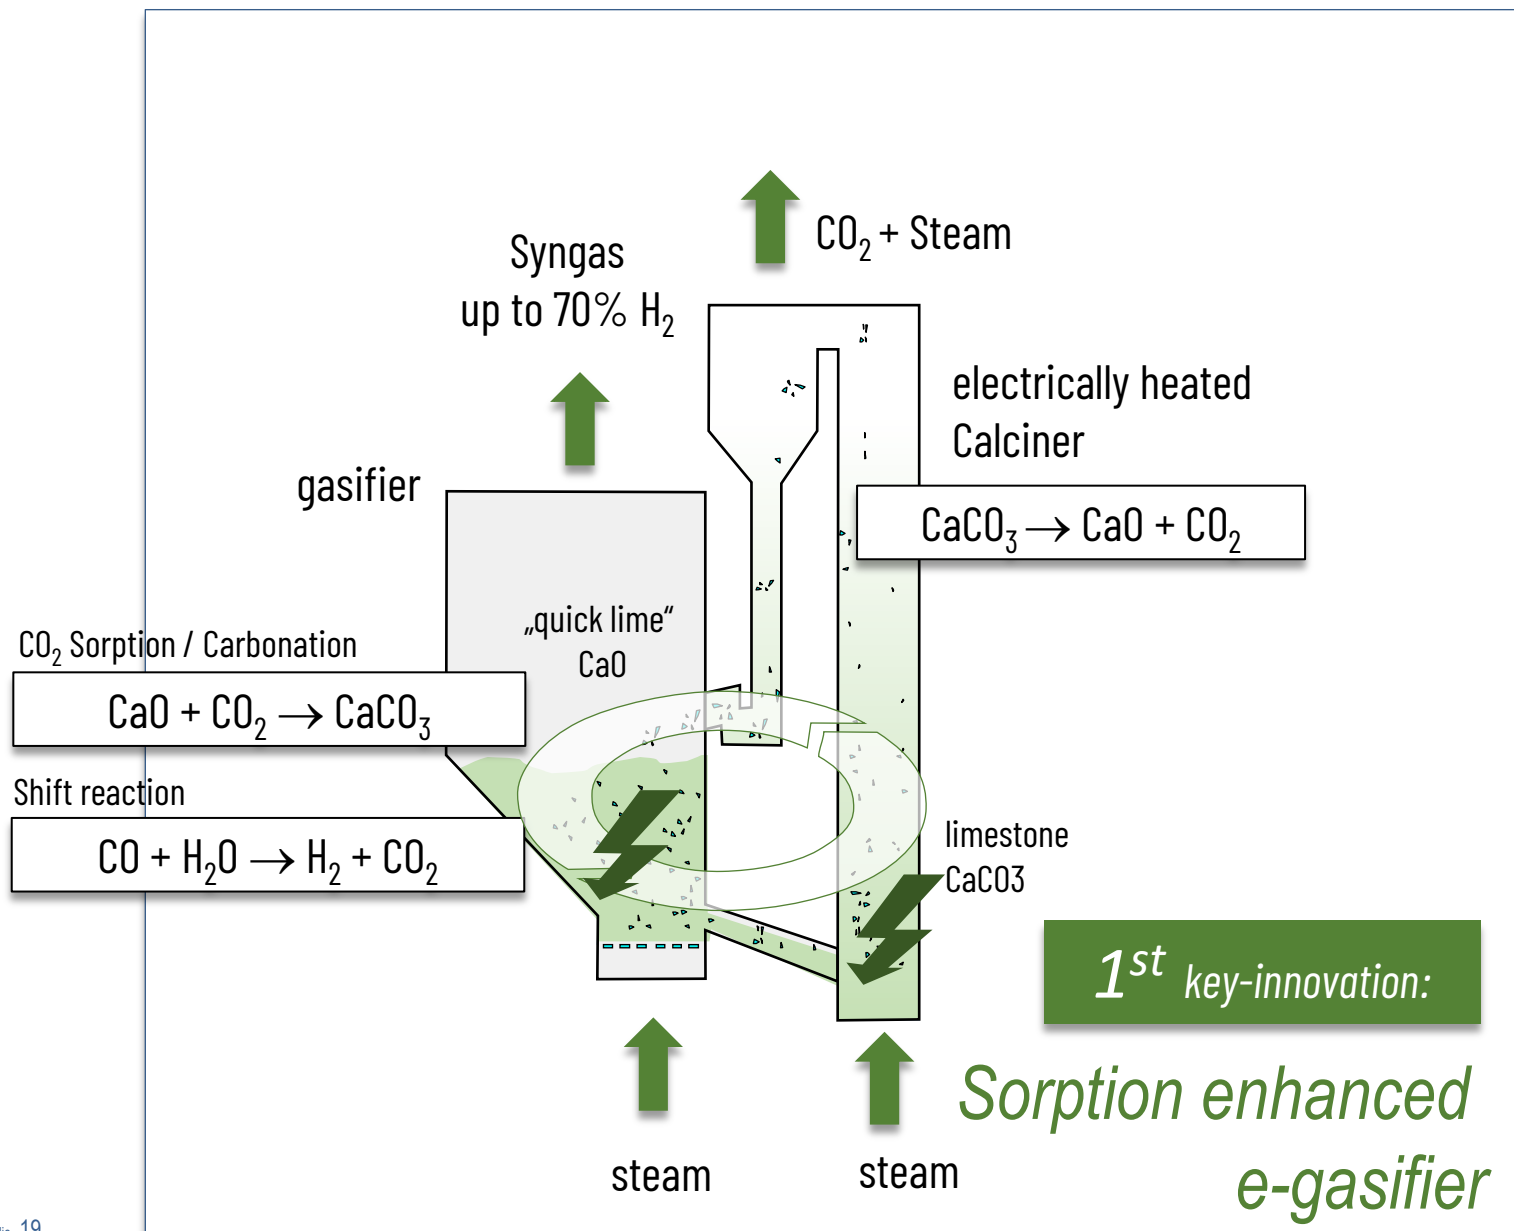 CO₂ + Steam
Syngas
up to 70% H₂
electrically heated
Calciner
gasifier
CaCO₃ → CaO + CO₂
„quick lime“
CaO
CO₂ Sorption / Carbonation
CaO + CO₂ → CaCO₃
Shift reaction
CO + H₂O → H₂ + CO₂
limestone
CaCO3
1st key-innovation:
Sorption enhanced
e-gasifier
steam
steam
19